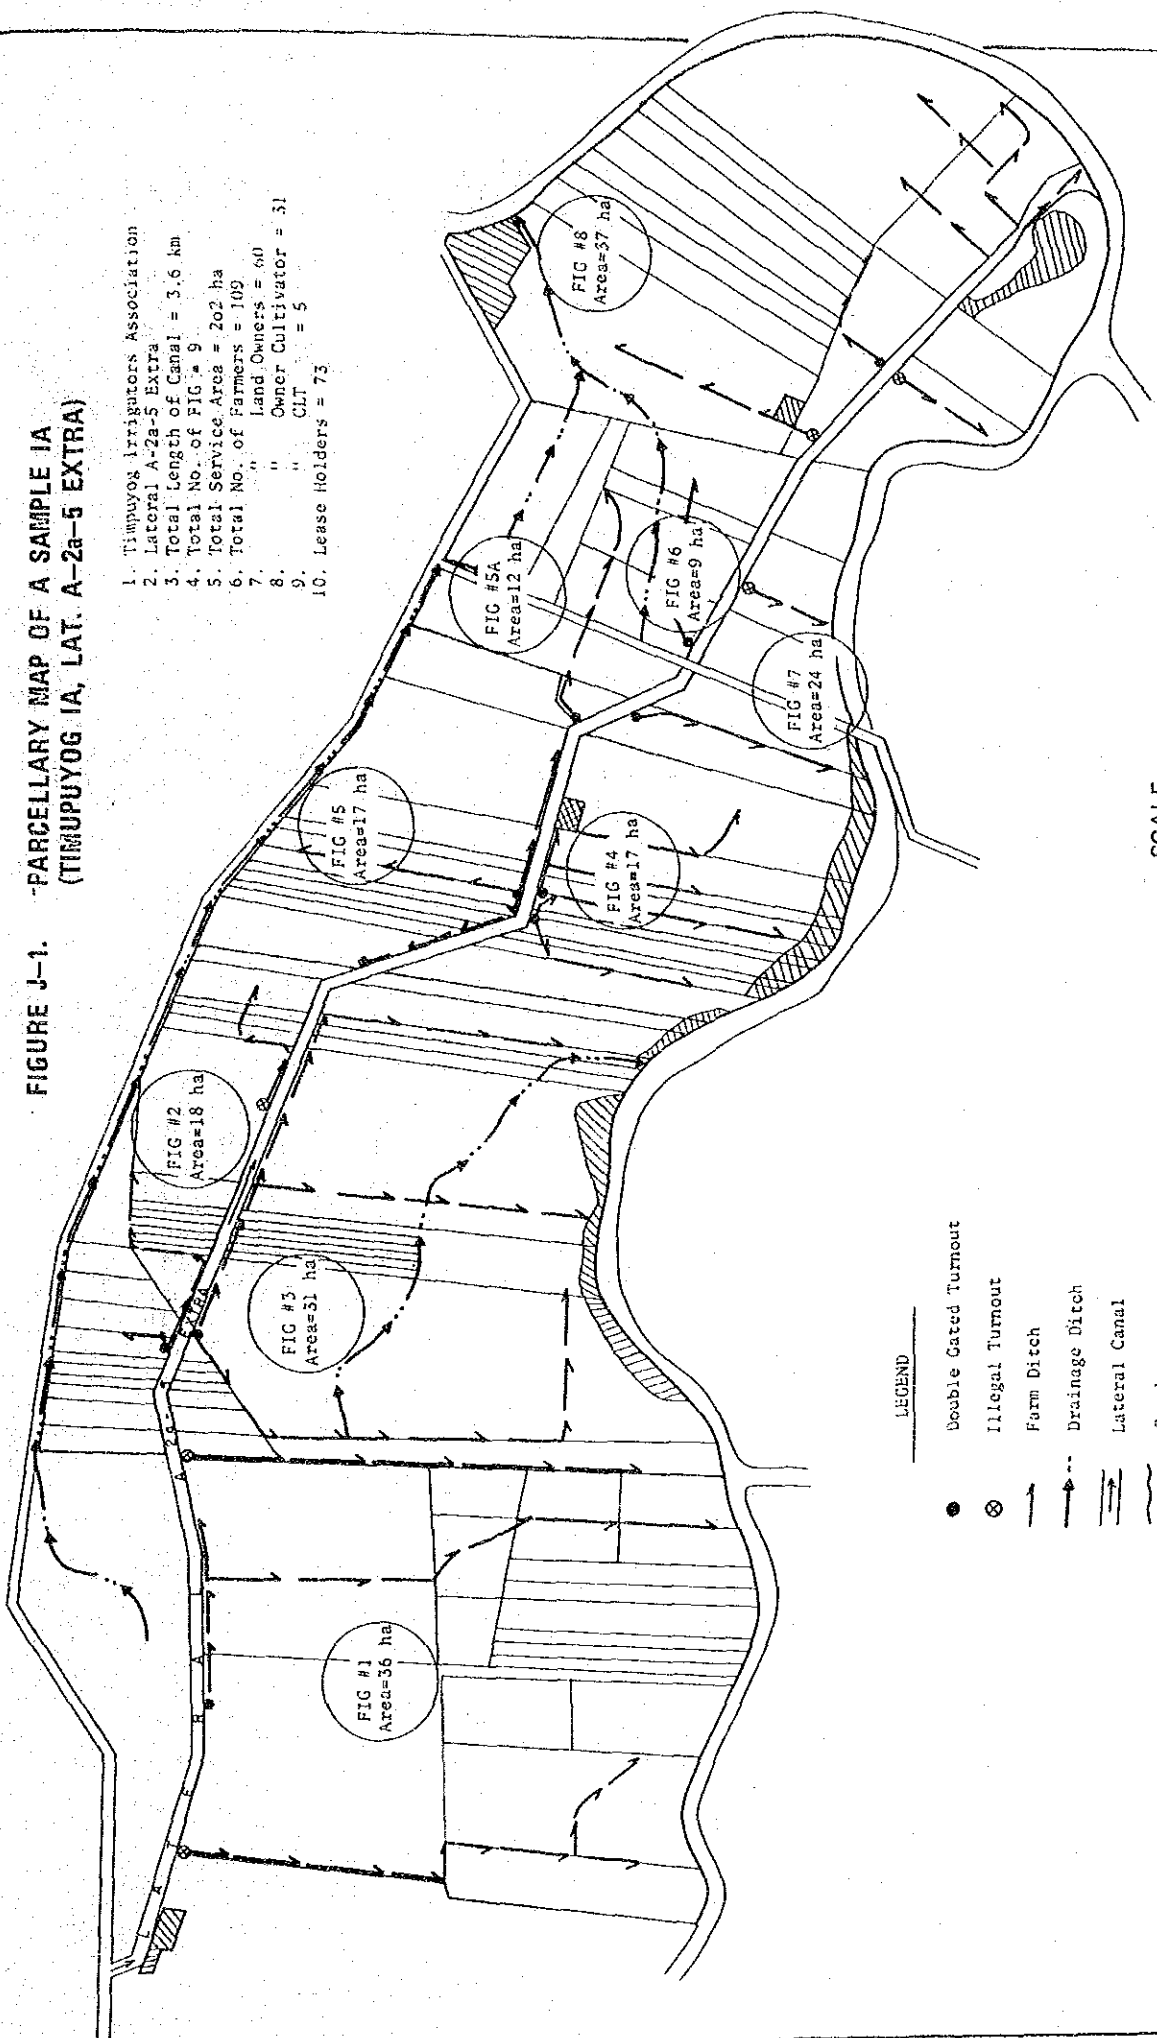 FIGURE J-1. PARCELLARY MAP OF A SAMPLE IA
(TIMUPUYOG IA, LAT. A-2a-5 EXTRA)
1. Timpuyog Irrigators Association
2. Lateral A-2a-5 Extra
3. Total Length of Canal = 3.6 km
4. Total No. of FIG = 9
5. Total Service Area = 202 ha
6. Total No. of Farmers = 109
7. " Land Owners = 60
8. " Owner Cultivator = 31
9. " CLT = 5
10. Lease Holders = 73
FIG #1
Area=36 ha
FIG #2
Area=18 ha
FIG #3
Area=31 ha
FIG #4
Area=17 ha
FIG #5
Area=17 ha
FIG #5A
Area=12 ha
FIG #6
Area=9 ha
FIG #7
Area=24 ha
FIG #8
Area=37 ha
EXTRA
LEGEND
Double Gated Turnout
Illegal Turnout
Farm Ditch
Drainage Ditch
Lateral Canal
SCALE